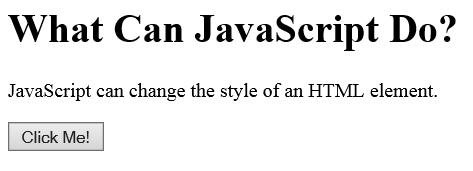 What Can JavaScript Do?
JavaScript can change the style of an HTML element.
Click Me!